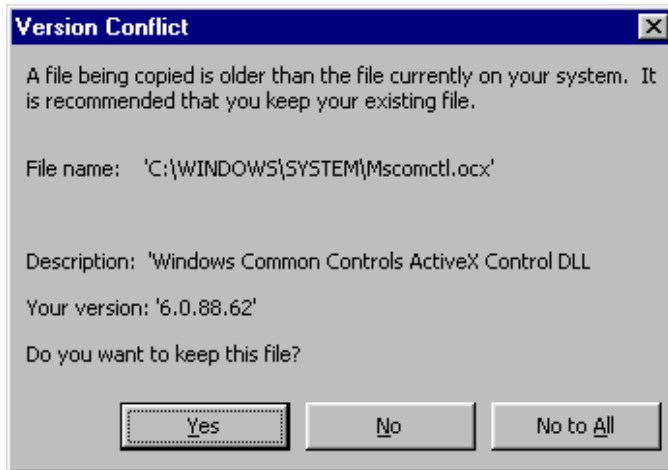 Version Conflict
A file being copied is older than the file currently on your system.  It
is recommended that you keep your existing file.
File name:    'C:\WINDOWS\SYSTEM\Mscomctl.ocx'
Description:  'Windows Common Controls ActiveX Control DLL
Your version: '6.0.88.62'
Do you want to keep this file?
Yes
No
No to All